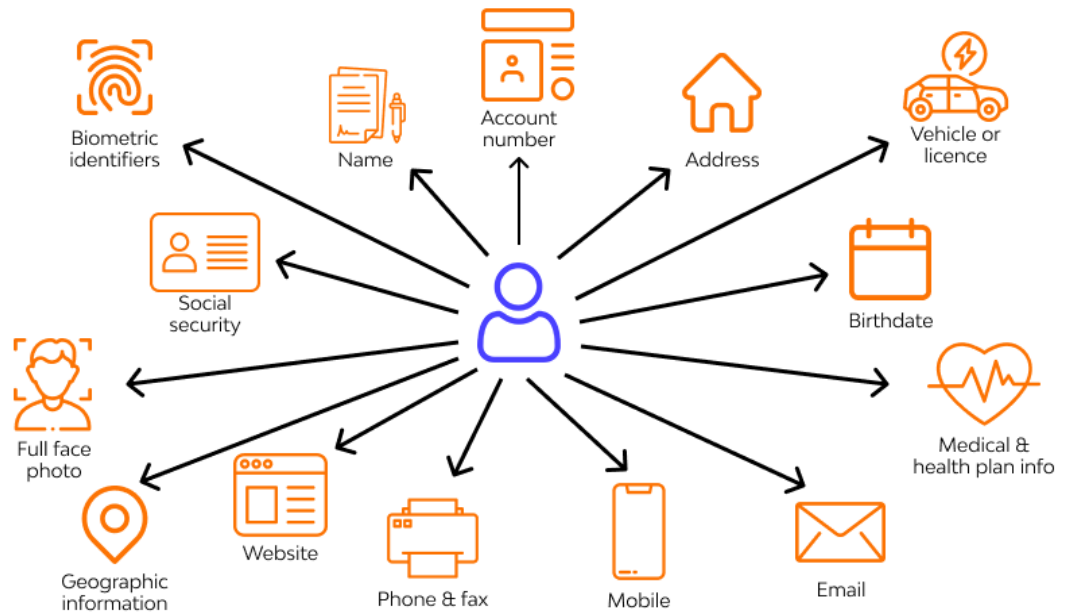 Biometric
identifiers
Name
Account
number
Address
Vehicle or
licence
Social
security
Birthdate
Full face
photo
Medical &
health plan info
Geographic
information
Website
Phone & fax
Mobile
Email